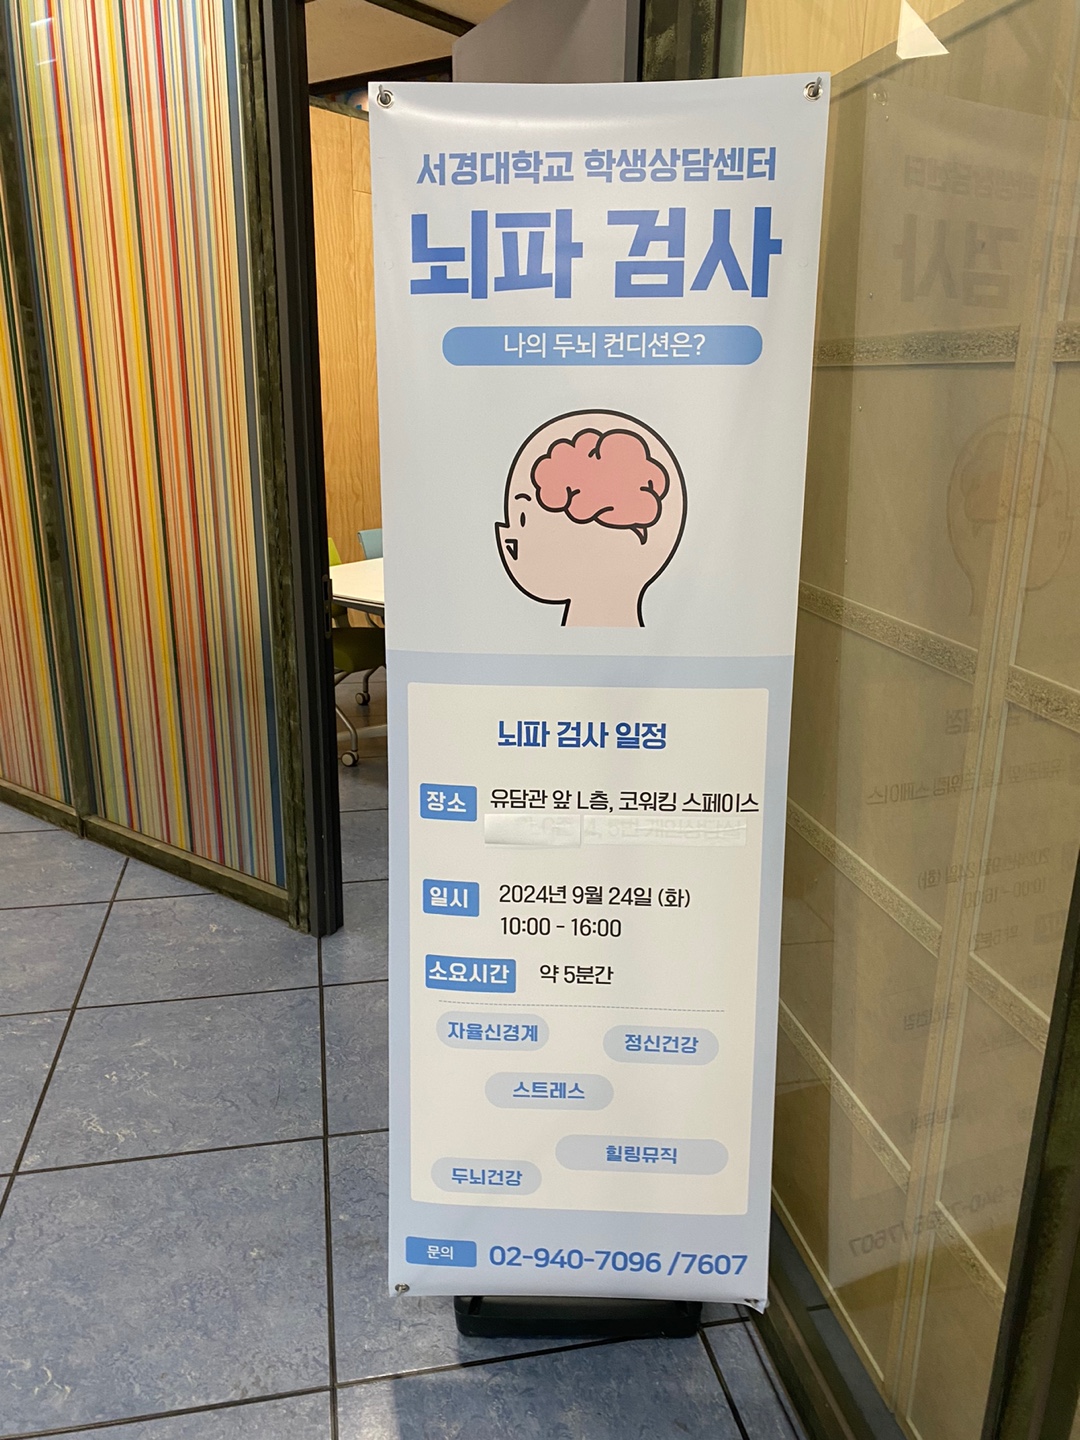 서경대학교 학생상담센터
뇌파 검사
나의 두뇌 컨디션은?
뇌파 검사 일정
장소 유담관 앞 L층, 코워킹 스페이스
일시 2024년 9월 24일 (화)
10:00 - 16:00
소요시간 약 5분간
자율신경계
정신건강
스트레스
힐링뮤직
두뇌건강
문의 02-940-7096 /7607